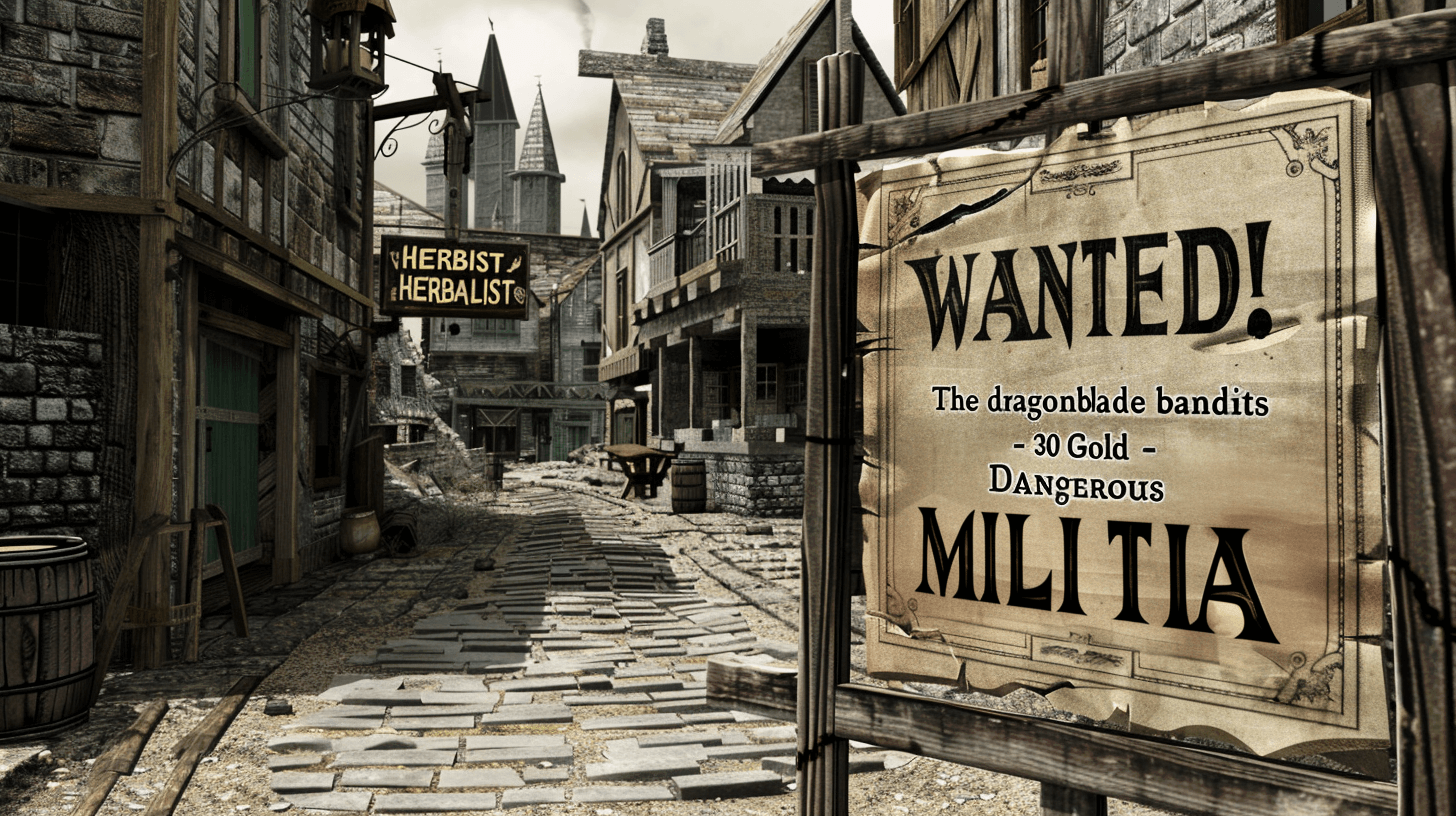 HERBIST
HERBALIST
WANTED!
The dragonblade bandits
- 30 Gold -
DANgEROUS
MILITIA